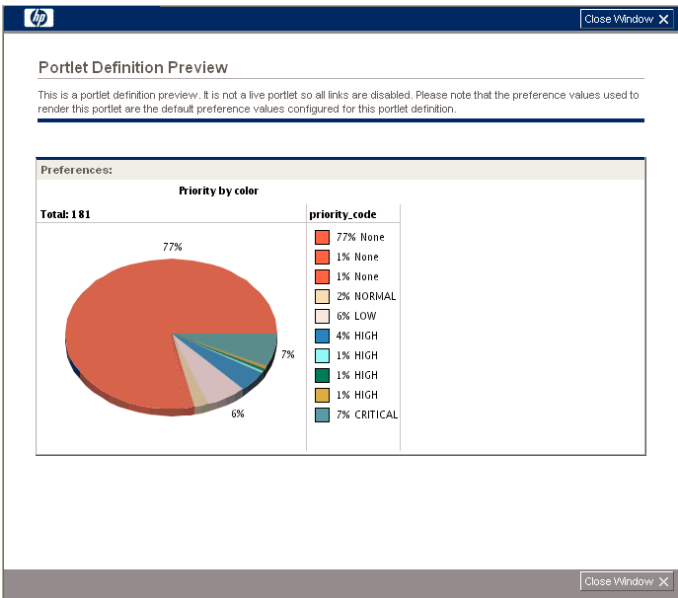 hp
Close Window X
Portlet Definition Preview
This is a portlet definition preview. It is not a live portlet so all links are disabled. Please note that the preference values used to
render this portlet are the default preference values configured for this portlet definition.
Preferences:
Priority by color
Total: 181
priority_code
77%
7%
6%
77% None
1% None
1% None
2% NORMAL
6% LOW
4% HIGH
1% HIGH
1% HIGH
1% HIGH
7% CRITICAL
Close Window X